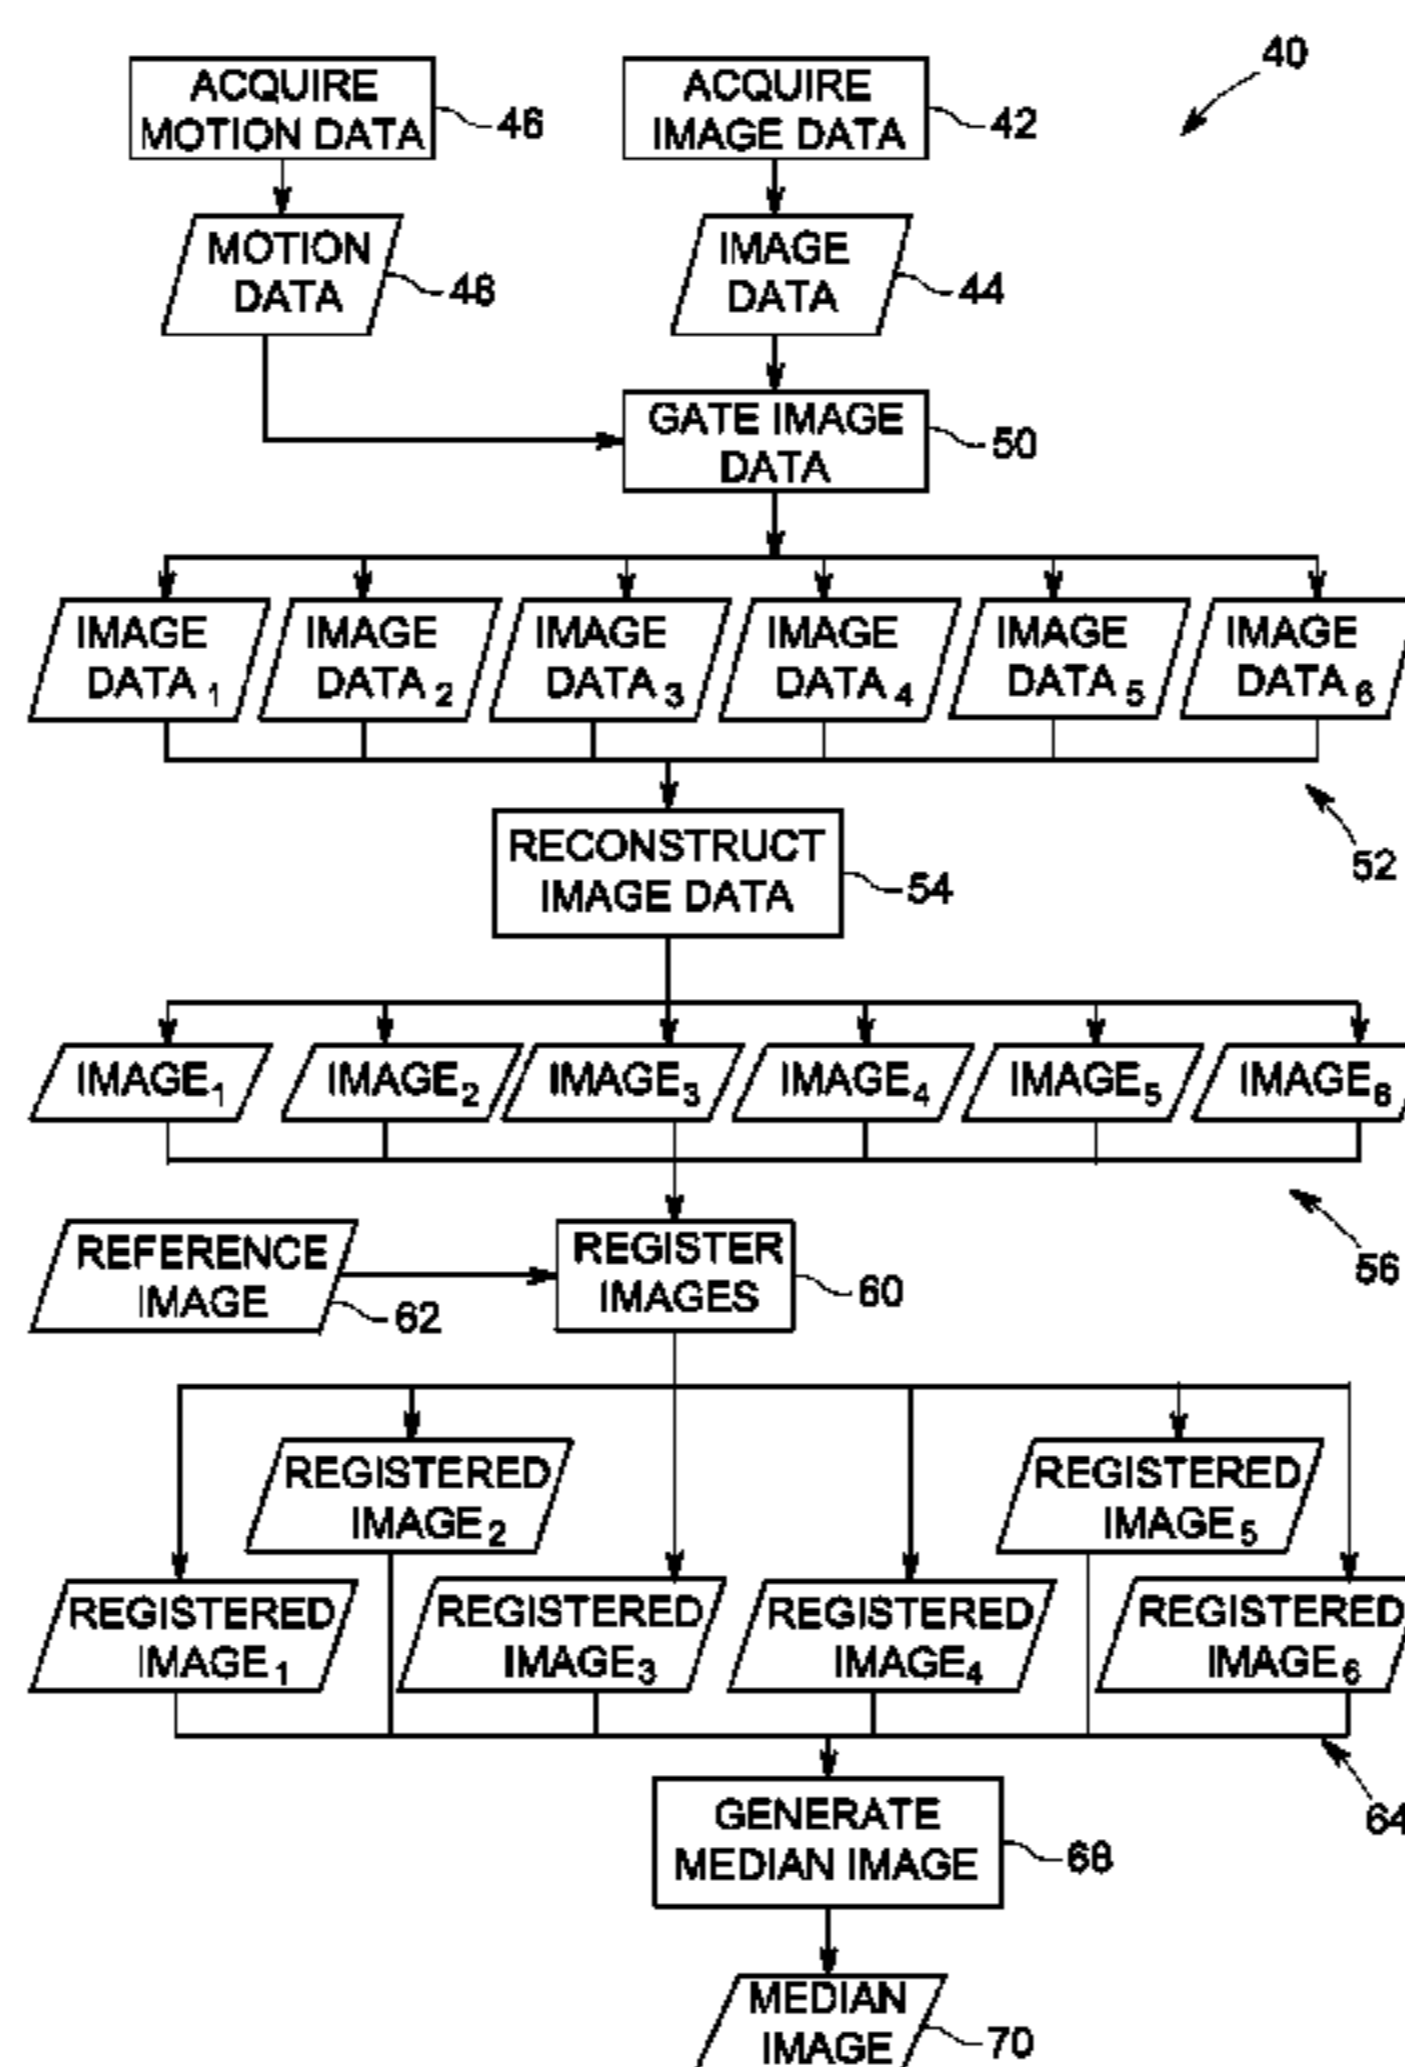 40
ACQUIRE
MOTION DATA
46
ACQUIRE
IMAGE DATA
42
MOTION
DATA
48
IMAGE
DATA
44
GATE IMAGE
DATA
50
IMAGE
DATA 1
IMAGE
DATA 2
IMAGE
DATA 3
IMAGE
DATA 4
IMAGE
DATA 5
IMAGE
DATA 6
52
RECONSTRUCT
IMAGE DATA
54
IMAGE1
IMAGE2
IMAGE3
IMAGE4
IMAGE5
IMAGE6
56
REFERENCE
IMAGE
62
REGISTER
IMAGES
60
REGISTERED
IMAGE2
REGISTERED
IMAGE5
REGISTERED
IMAGE1
REGISTERED
IMAGE3
REGISTERED
IMAGE4
REGISTERED
IMAGE6
64
GENERATE
MEDIAN IMAGE
68
MEDIAN
IMAGE
70